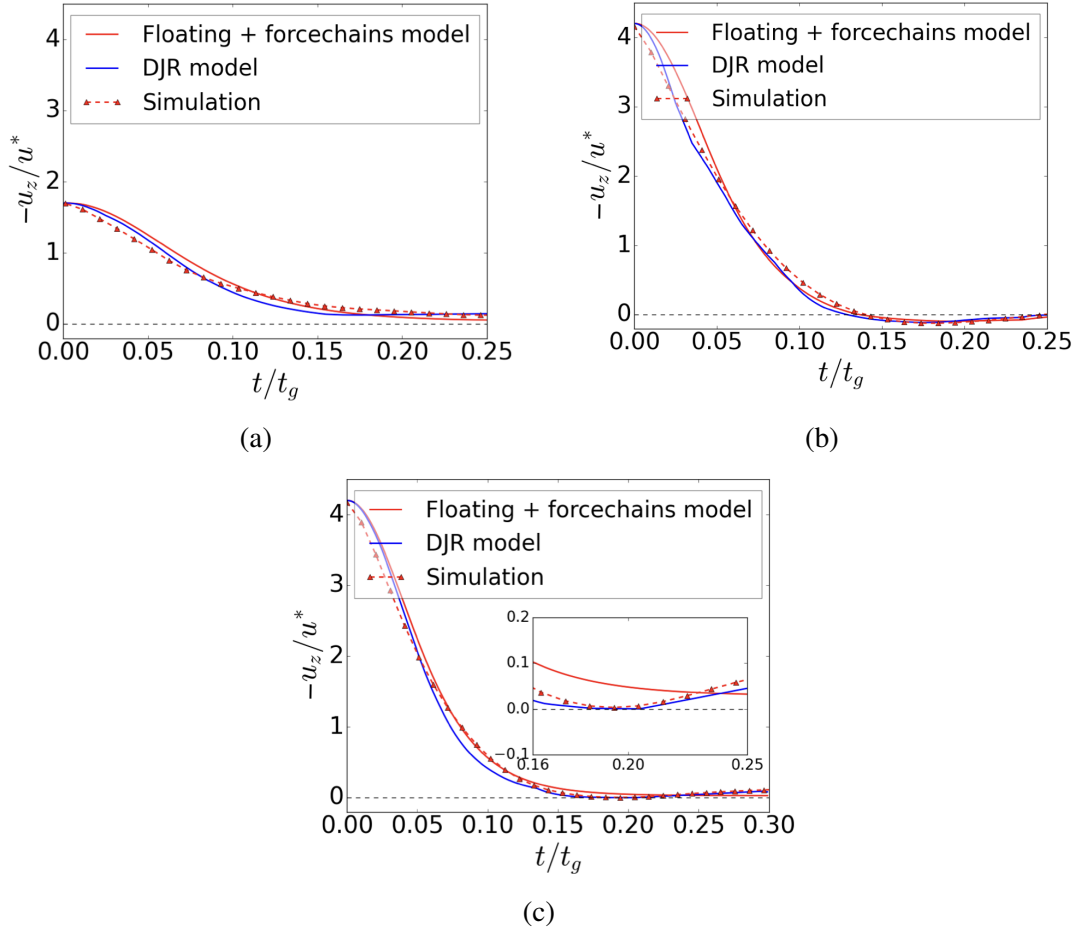 Floating + forcechains model
DJR model
Simulation
−u_z/u*
4
3
2
1
0
0.00 0.05 0.10 0.15 0.20 0.25
t/t_g
(a)
Floating + forcechains model
DJR model
Simulation
−u_z/u*
4
3
2
1
0
0.00 0.05 0.10 0.15 0.20 0.25
t/t_g
(b)
Floating + forcechains model
DJR model
Simulation
−u_z/u*
4
3
2
1
0
0.2
0.1
0.0
−0.1
0.16 0.20 0.25
0.00 0.05 0.10 0.15 0.20 0.25 0.30
t/t_g
(c)